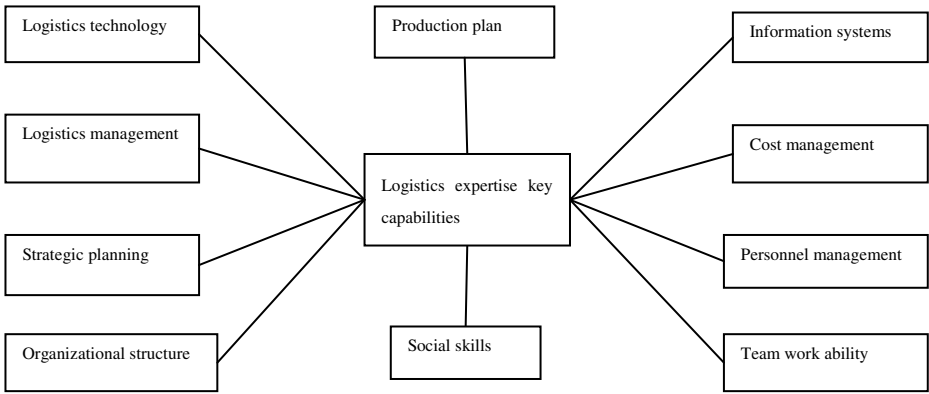 Logistics technology
Production plan
Information systems
Logistics management
Cost management
Logistics expertise key
capabilities
Strategic planning
Personnel management
Organizational structure
Social skills
Team work ability